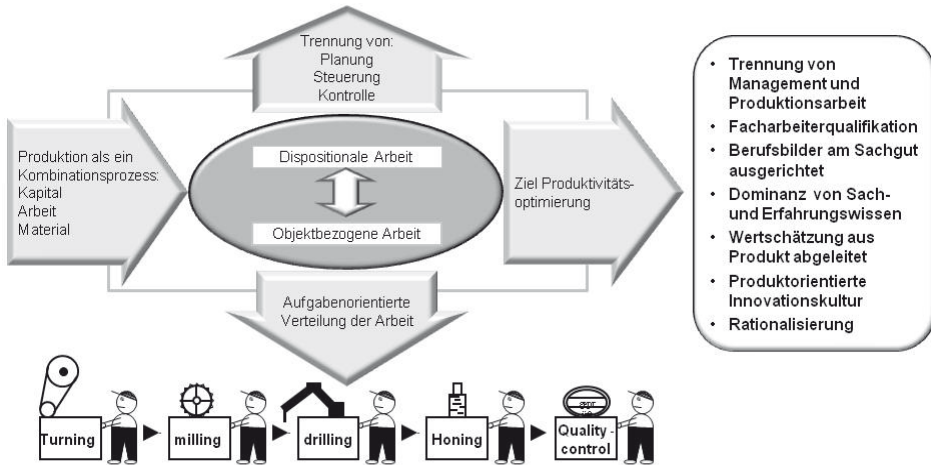 Trennung von:
Planung
Steuerung
Kontrolle
Produktion als ein
Kombinationsprozess:
Kapital
Arbeit
Material
Dispositionale Arbeit
Objektbezogene Arbeit
Ziel Produktivitäts-
optimierung
Aufgabenorientierte
Verteilung der Arbeit
• Trennung von
Management und
Produktionsarbeit
• Facharbeiterqualifikation
• Berufsbilder am Sachgut
ausgerichtet
• Dominanz von Sach-
und Erfahrungswissen
• Wertschätzung aus
Produkt abgeleitet
• Produktorientierte
Innovationskultur
• Rationalisierung
Turning
milling
drilling
Honing
Quality-
control